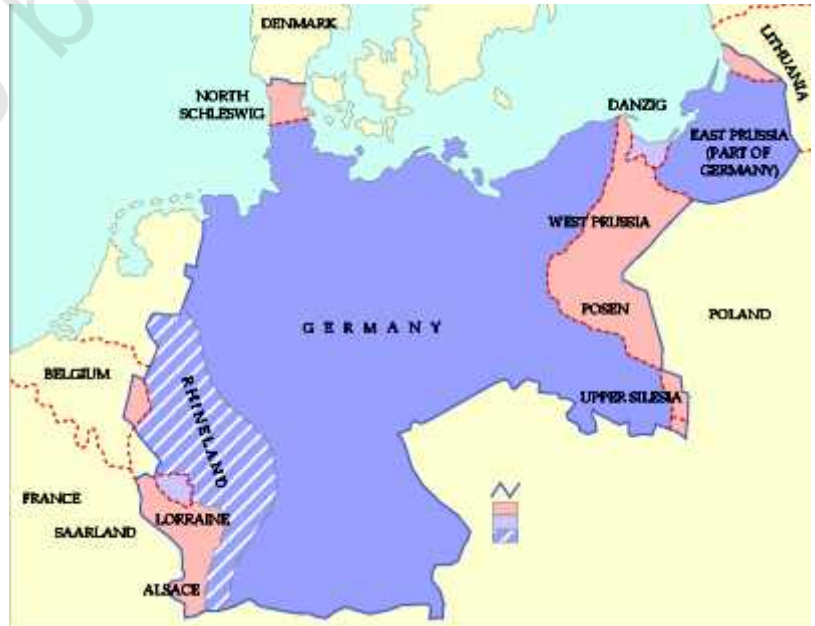 DENMARK
LITHUANIA
NORTH
SCHLESWIG
DANZIG
EAST PRUSSIA
(PART OF
GERMANY)
WEST PRUSSIA
POSEN
POLAND
GERMANY
BELGIUM
RHINELAND
UPPER SILESIA
FRANCE
LORRAINE
SAARLAND
ALSACE